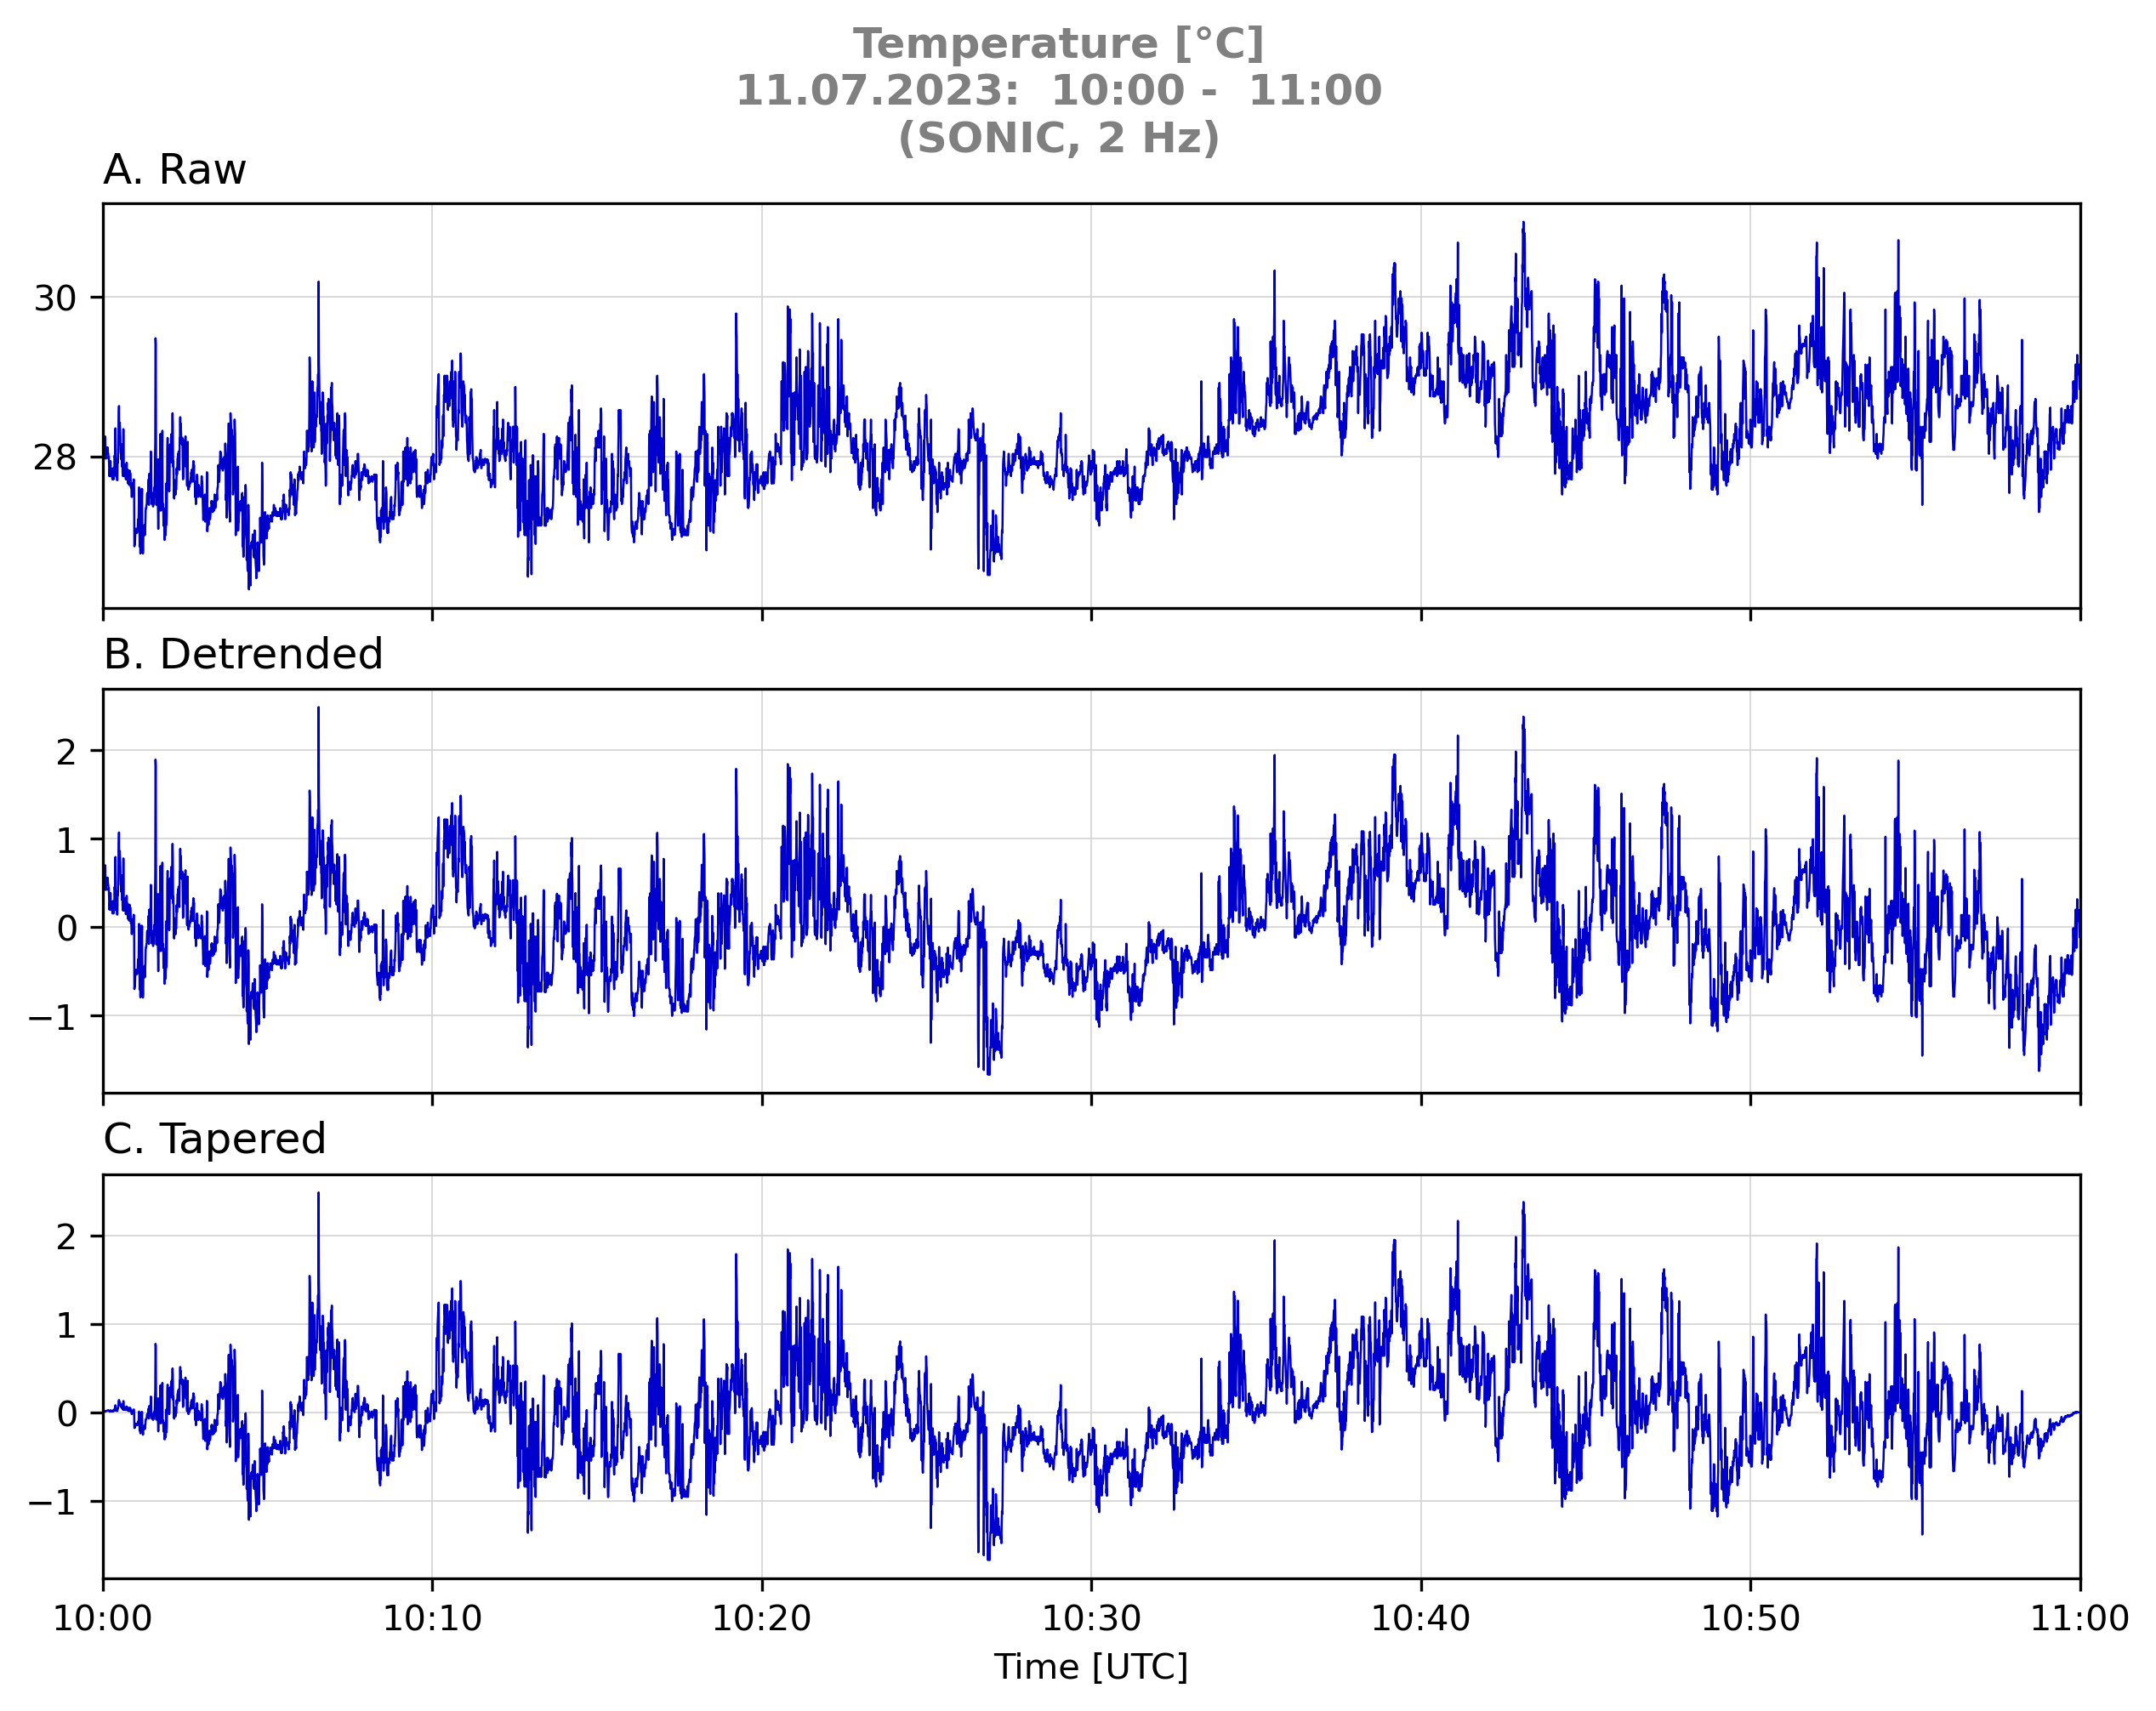 Temperature [°C]
11.07.2023:  10:00 -  11:00
(SONIC, 2 Hz)
A. Raw
30
28
B. Detrended
2
1
0
−1
C. Tapered
2
1
0
−1
10:00 10:10 10:20 10:30 10:40 10:50 11:00
Time [UTC]